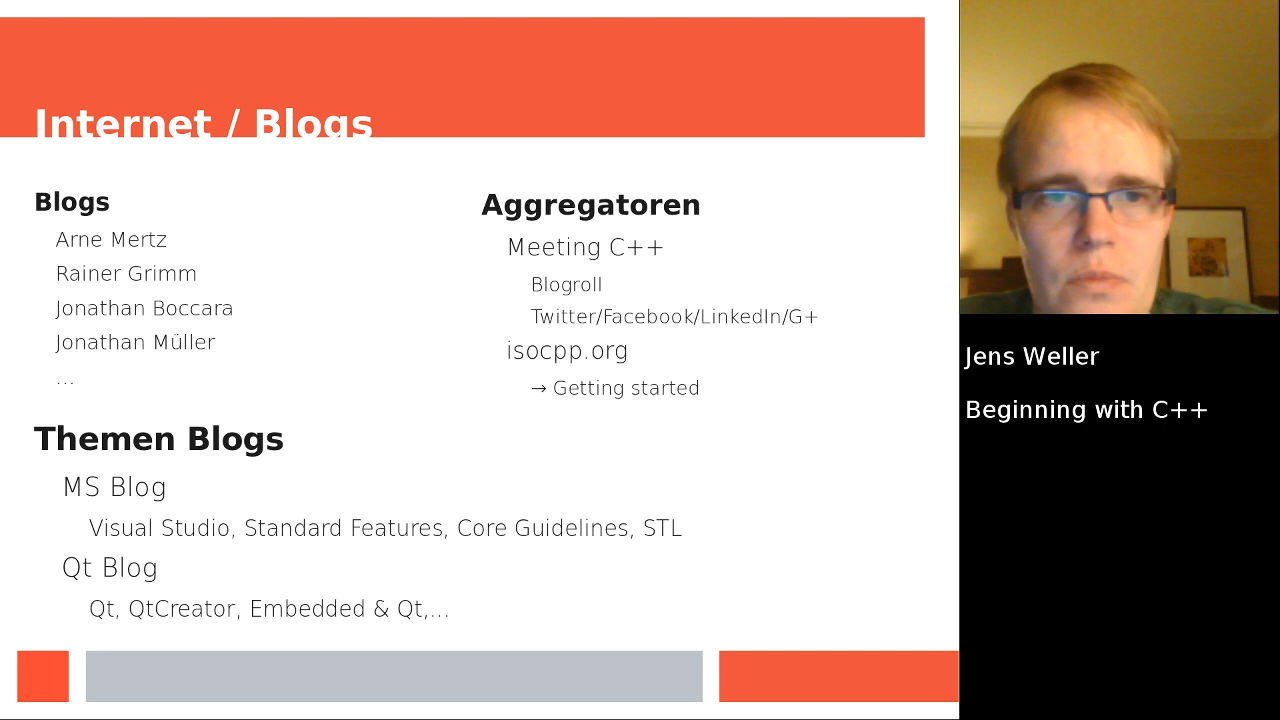 Internet / Blogs
Blogs
Arne Mertz
Rainer Grimm
Jonathan Boccara
Jonathan Müller
...
Aggregatoren
Meeting C++
Blogroll
Twitter/Facebook/LinkedIn/G+
isocpp.org
→ Getting started
Themen Blogs
MS Blog
Visual Studio, Standard Features, Core Guidelines, STL
Qt Blog
Qt, QtCreator, Embedded & Qt,...
Jens Weller
Beginning with C++